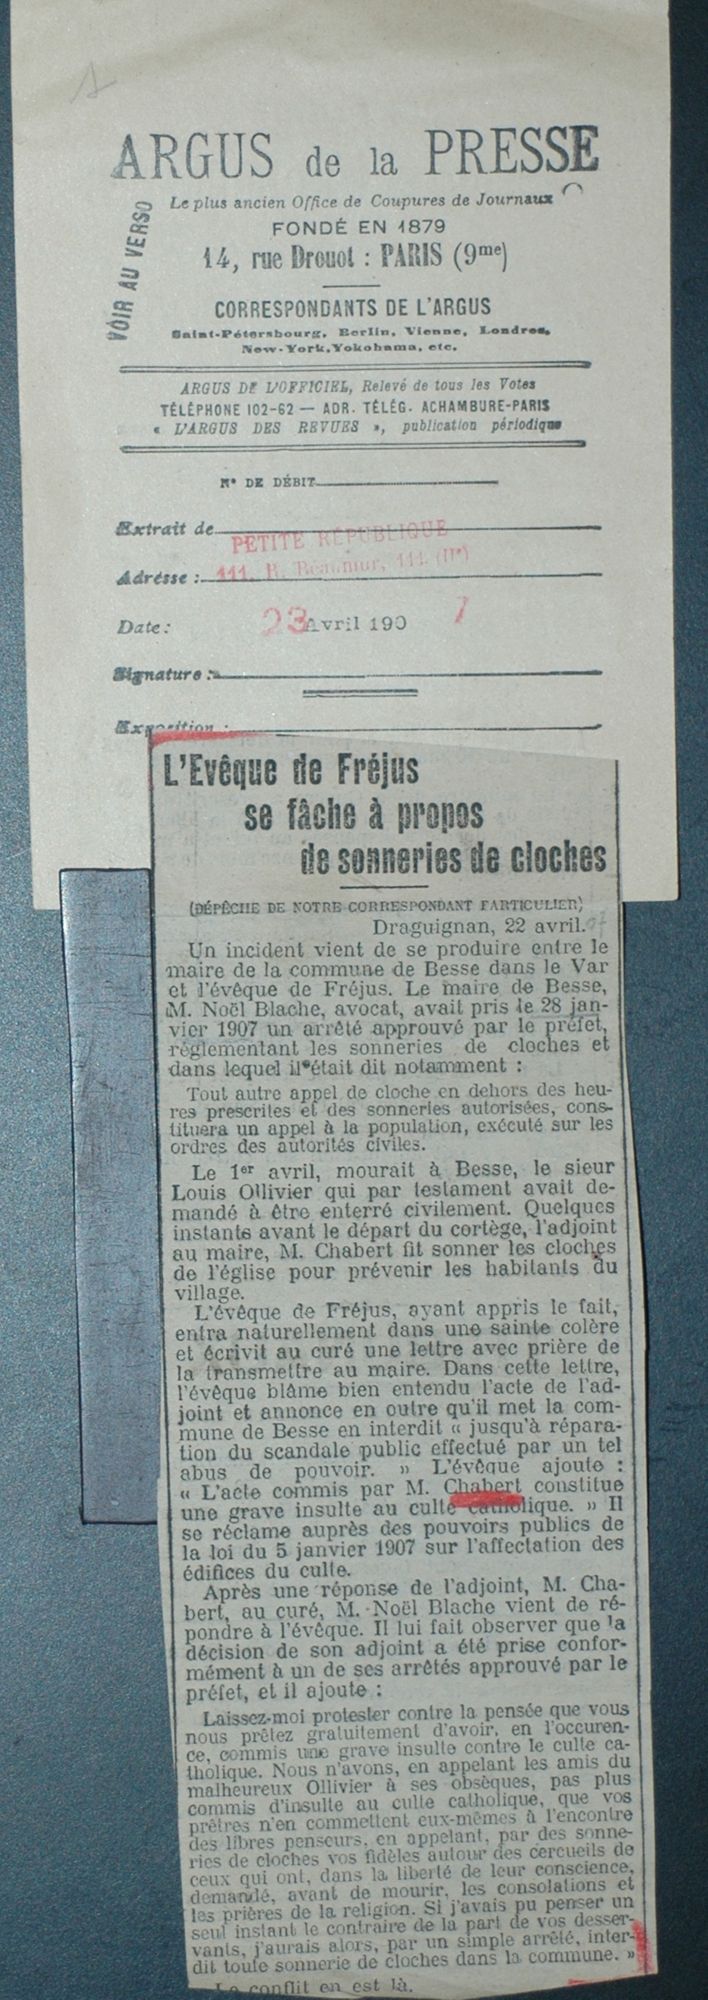 ARGUS de la PRESSE
Le plus ancien Office de Coupures de Journaux
FONDÉ EN 1879
14, rue Drouot : PARIS (9me)
VOIR AU VERSO
CORRESPONDANTS DE L'ARGUS
Saint-Pétersbourg, Berlin, Vienne, Londres,
New-York, Yokohama, etc.
ARGUS DE L'OFFICIEL, Relevé de tous les Votes
TÉLÉPHONE 102-62 — ADR. TÉLÉG. ACHAMBURE-PARIS
« L'ARGUS DES REVUES », publication périodique
N° DE DÉBIT
Extrait de PETITE RÉPUBLIQUE
Adresse : 111, R. Réaumur, 111 (IIe)
Date : 23 Avril 1907
Signature :
Exposition :
L'Evêque de Fréjus
se fâche à propos
de sonneries de cloches
(DÉPÊCHE DE NOTRE CORRESPONDANT PARTICULIER)
Draguignan, 22 avril. 07
Un incident vient de se produire entre le
maire de la commune de Besse dans le Var
et l'évêque de Fréjus. Le maire de Besse,
M. Noël Blache, avocat, avait pris le 28 jan-
vier 1907 un arrêté approuvé par le préfet,
réglementant les sonneries de cloches et
dans lequel il était dit notamment :
Tout autre appel de cloche en dehors des heu-
res prescrites et des sonneries autorisées, cons-
tituera un appel à la population, exécuté sur les
ordres des autorités civiles.
Le 1er avril, mourait à Besse, le sieur
Louis Ollivier qui par testament avait de-
mandé à être enterré civilement. Quelques
instants avant le départ du cortège, l'adjoint
au maire, M. Chabert fit sonner les cloches
de l'église pour prévenir les habitants du
village.
L'évêque de Fréjus, ayant appris le fait,
entra naturellement dans une sainte colère
et écrivit au curé une lettre avec prière de
la transmettre au maire. Dans cette lettre,
l'évêque blâme bien entendu l'acte de l'ad-
joint et annonce en outre qu'il met la com-
mune de Besse en interdit « jusqu'à répara-
tion du scandale public effectué par un tel
abus de pouvoir. » L'évêque ajoute :
« L'acte commis par M. Chabert constitue
une grave insulte au culte catholique. » Il
se réclame auprès des pouvoirs publics de
la loi du 5 janvier 1907 sur l'affectation des
édifices du culte.
Après une réponse de l'adjoint, M. Cha-
bert, au curé, M. Noël Blache vient de ré-
pondre à l'évêque. Il lui fait observer que la
décision de son adjoint a été prise confor-
mément à un de ses arrêtés approuvé par le
préfet, et il ajoute :
Laissez-moi protester contre la pensée que vous
nous prêtez gratuitement d'avoir, en l'occuren-
ce, commis une grave insulte contre le culte ca-
tholique. Nous n'avons, en appelant les amis du
malheureux Ollivier à ses obsèques, pas plus
commis d'insulte au culte catholique, que vos
prêtres n'en commettent eux-mêmes à l'encontre
des libres penseurs, en appelant, par des sonne-
ries de cloches vos fidèles autour des cercueils de
ceux qui ont, dans la liberté de leur conscience,
demandé, avant de mourir, les consolations et
les prières de la religion. Si j'avais pu penser un
seul instant le contraire de la part de vos desser-
vants, j'aurais alors, par un simple arrêté, inter-
dit toute sonnerie de cloches dans la commune. »
Le conflit en est là.